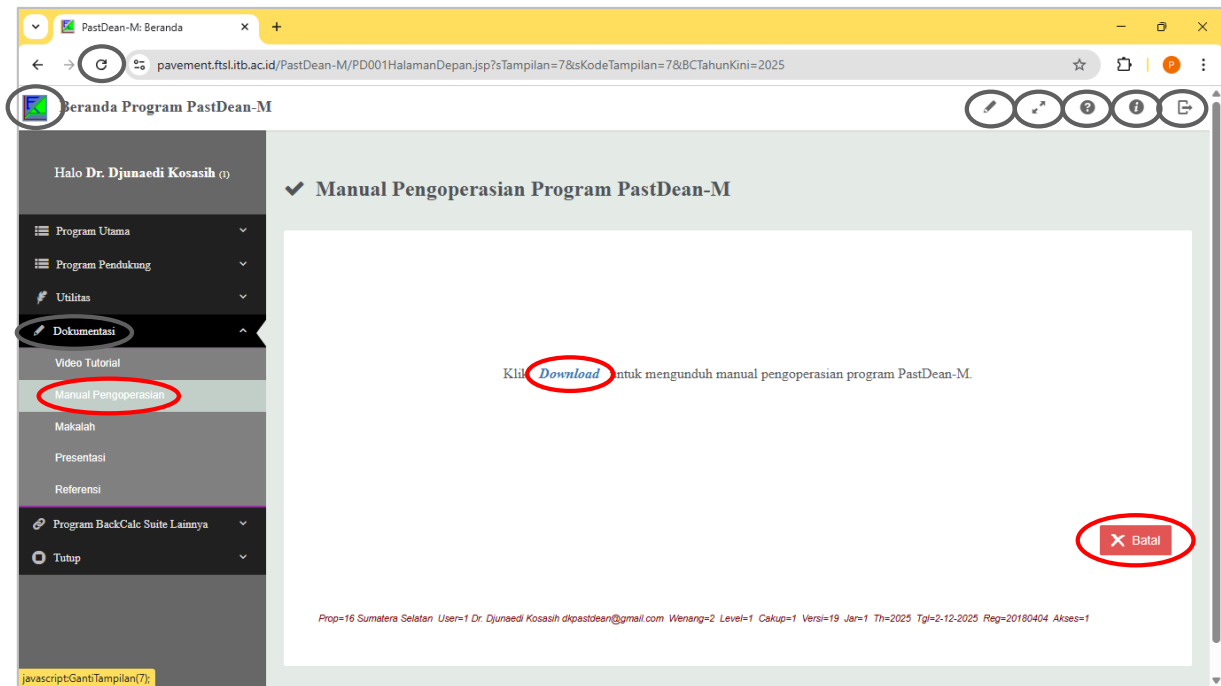 PastDean-M: Beranda
pavement.ftsl.itb.ac.id/PastDean-M/PD001HalamanDepan.jsp?sTampilan=7&sKodeTampilan=7&BCTahunKini=2025
P
Beranda Program PastDean-M
Halo Dr. Djunaedi Kosasih (1)
Manual Pengoperasian Program PastDean-M
Program Utama
Program Pendukung
Utilitas
Dokumentasi
Video Tutorial
Manual Pengoperasian
Makalah
Presentasi
Referensi
Program BackCalc Suite Lainnya
Tutup
Klik Download untuk mengunduh manual pengoperasian program PastDean-M.
Batal
Prop=16 Sumatera Selatan User=1 Dr. Djunaedi Kosasih dkpastdean@gmail.com Wenang=2 Level=1 Cakup=1 Versi=19 Jar=1 Th=2025 Tgl=2-12-2025 Reg=20180404 Akses=1
javascript:GantiTampilan(7);